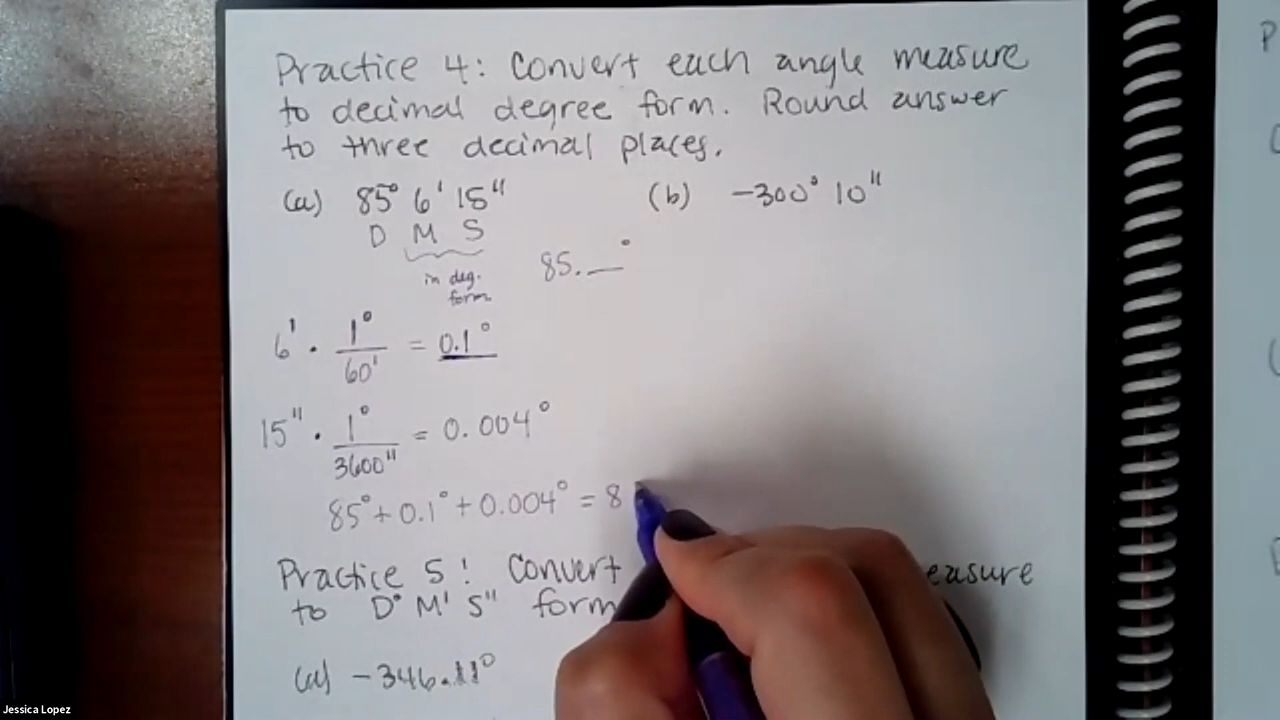 Practice 4: Convert each angle measure
to decimal degree form. Round answer
to three decimal places.
(a) 85° 6' 15" (b) -300° 10"
D M S
in deg. form 85.__°
6' · 1°/60' = 0.1°
15" · 1°/3600" = 0.004°
85° + 0.1° + 0.004° = 8
Practice 5: Convert easure
to D° M' S" form
(a) -346.11°
Jessica Lopez